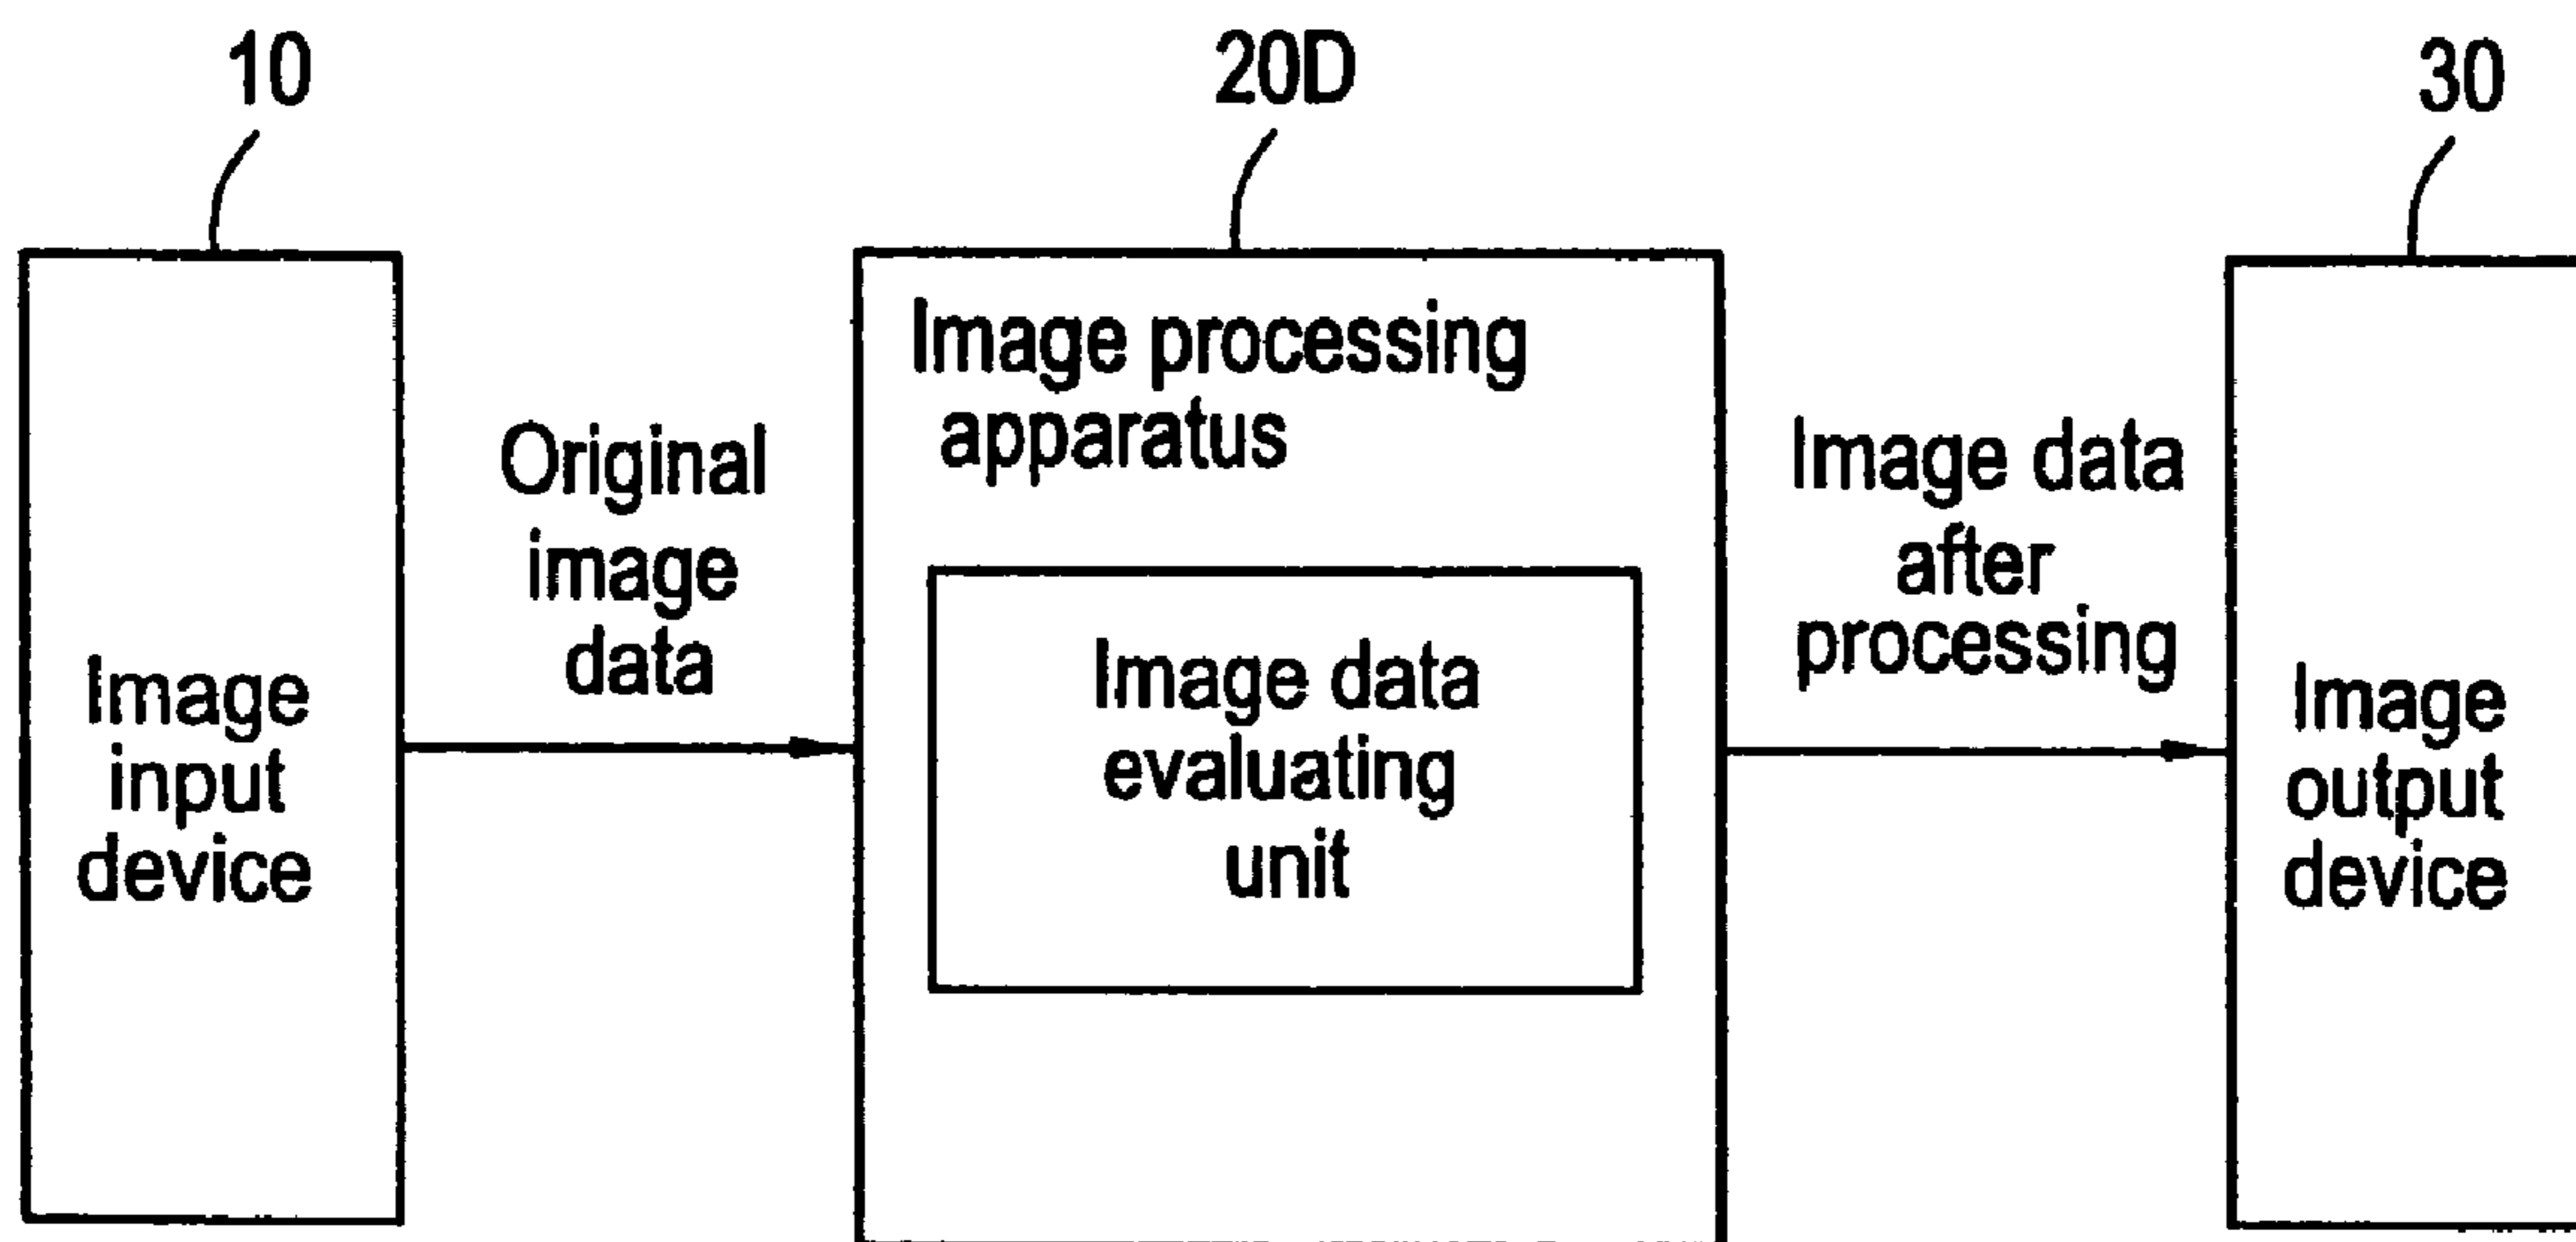 10
20D
30
Image
input
device
Original
image
data
Image processing
apparatus
Image data
evaluating
unit
Image data
after
processing
Image
output
device